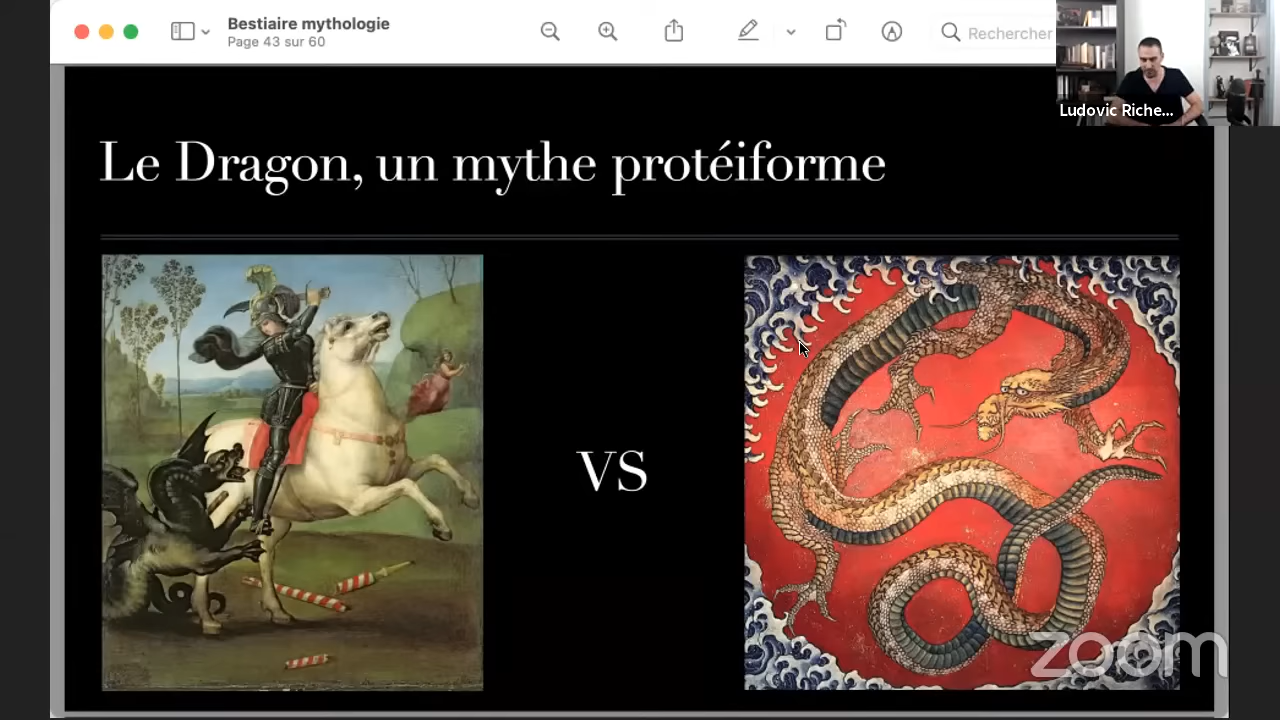 Bestiaire mythologie
Page 43 sur 60
Rechercher
Ludovic Riche...
Le Dragon, un mythe protéiforme
VS
zoom